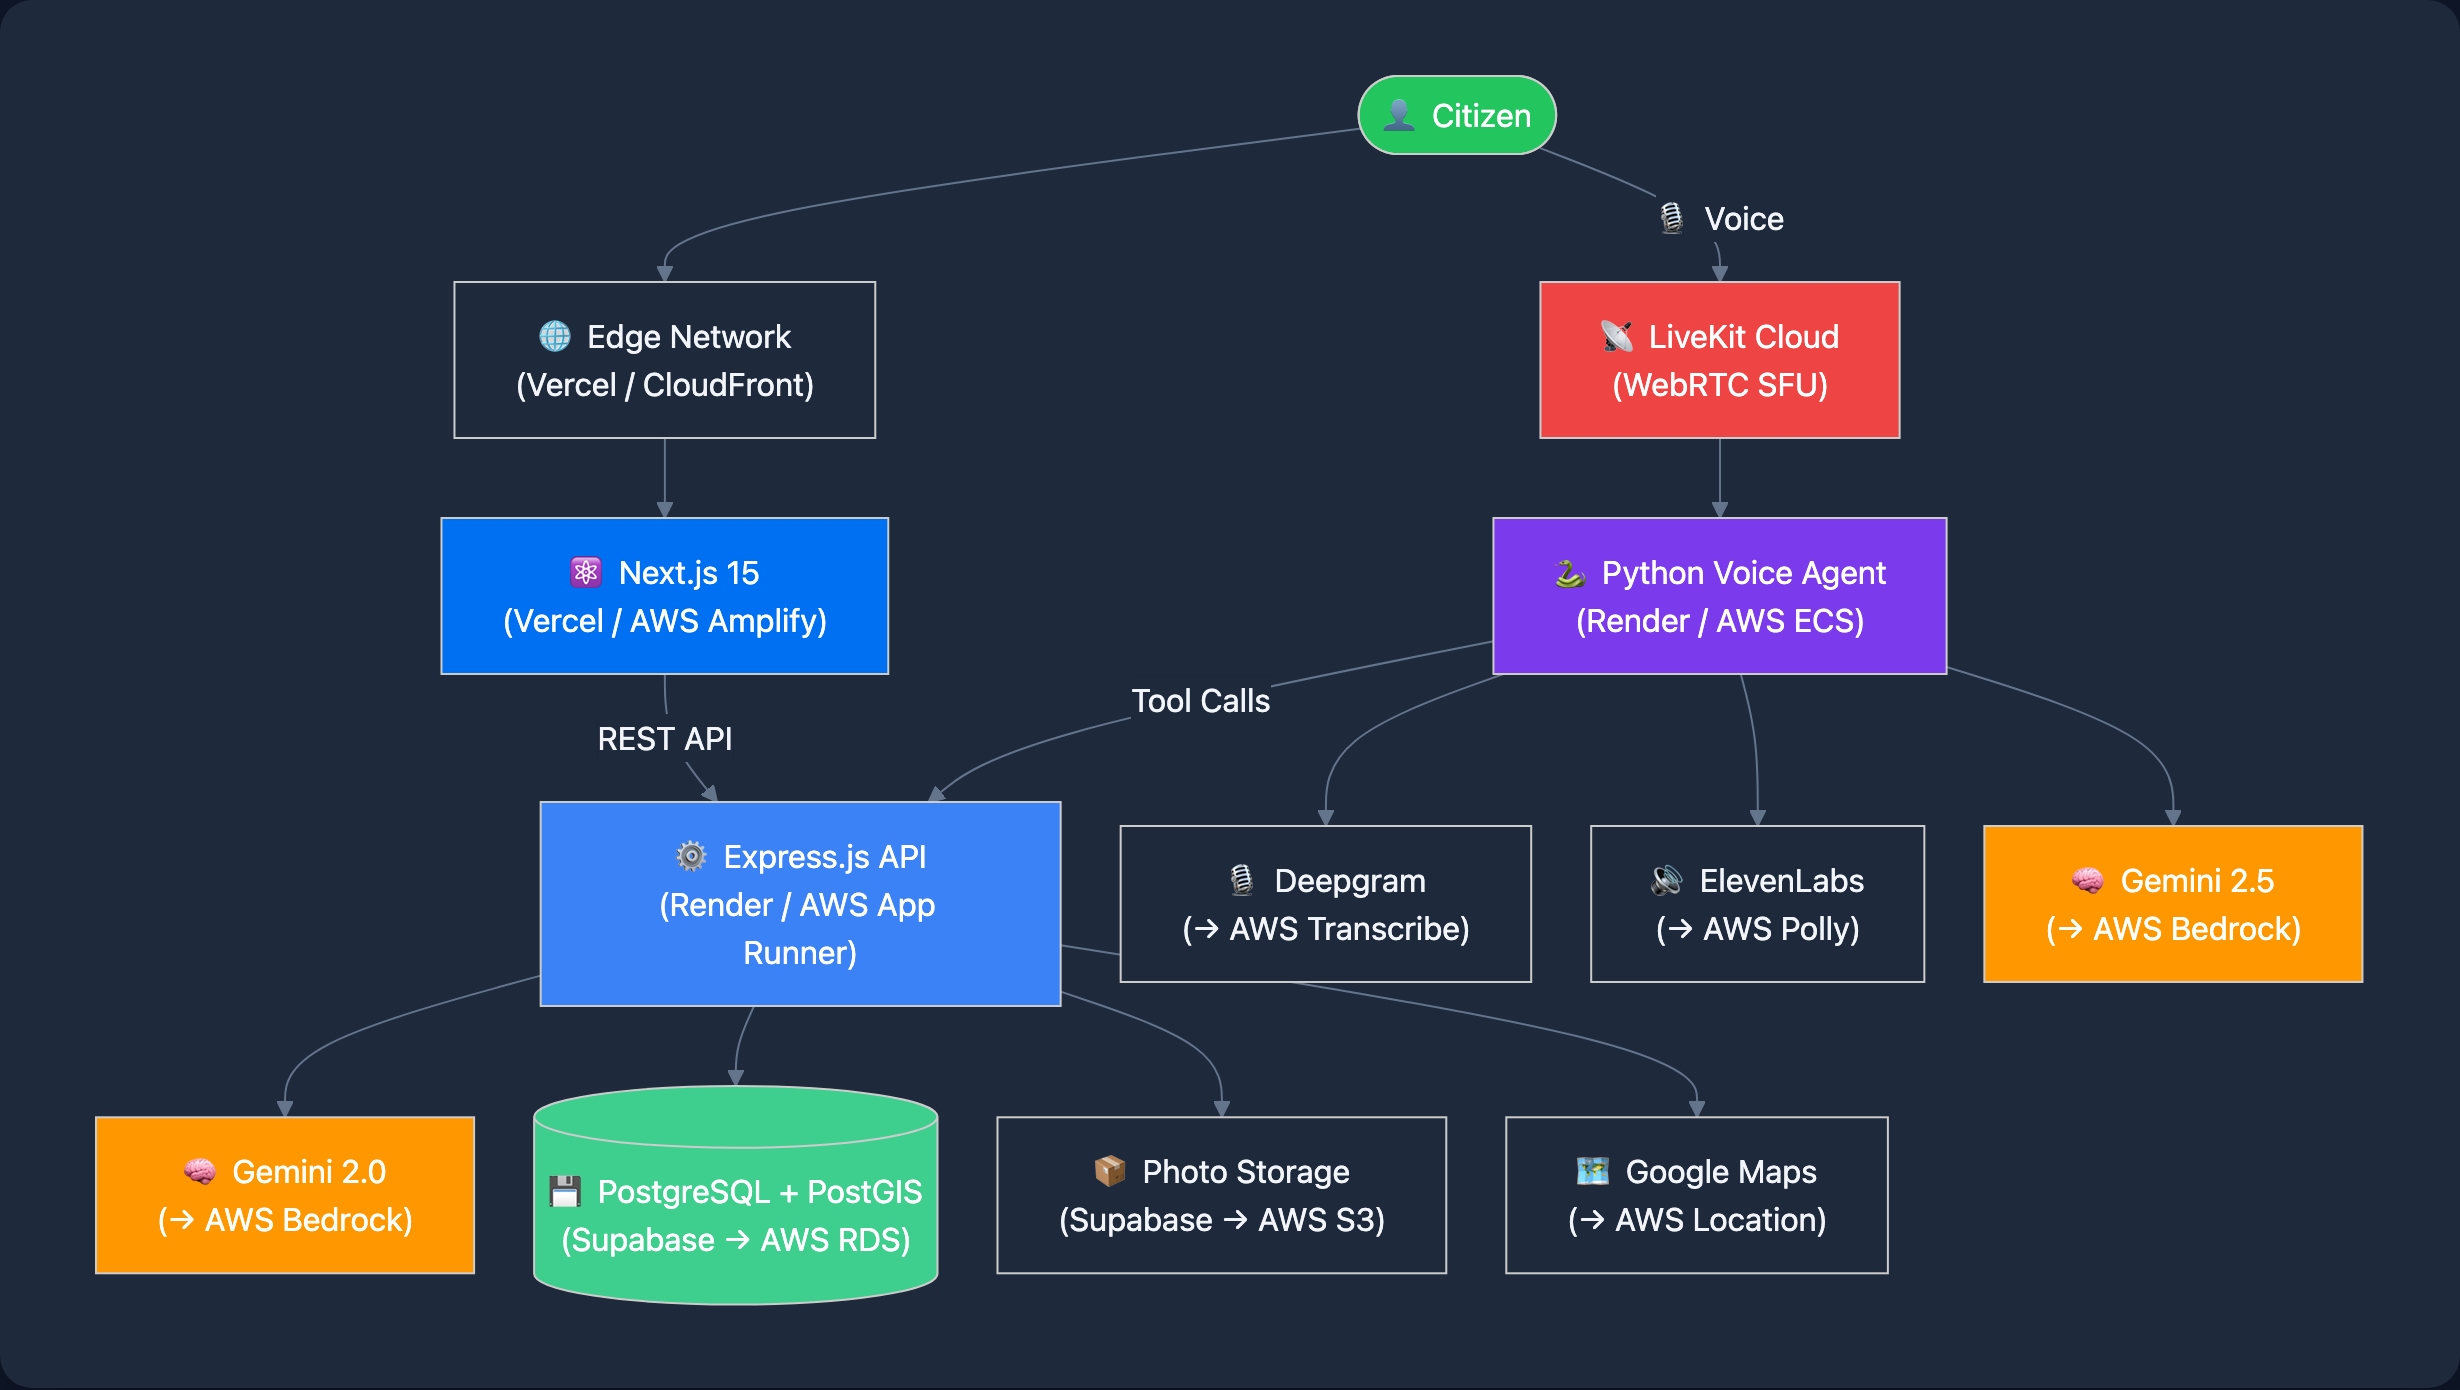 Citizen
Voice
Edge Network
(Vercel / CloudFront)
LiveKit Cloud
(WebRTC SFU)
Next.js 15
(Vercel / AWS Amplify)
Python Voice Agent
(Render / AWS ECS)
Tool Calls
REST API
Express.js API
(Render / AWS App
Runner)
Deepgram
(→ AWS Transcribe)
ElevenLabs
(→ AWS Polly)
Gemini 2.5
(→ AWS Bedrock)
Gemini 2.0
(→ AWS Bedrock)
PostgreSQL + PostGIS
(Supabase → AWS RDS)
Photo Storage
(Supabase → AWS S3)
Google Maps
(→ AWS Location)